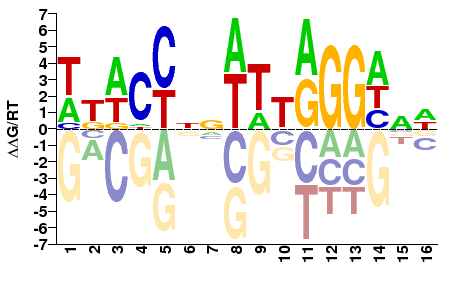 ΔΔG/RT
7
6
5
4
3
2
1
0
-1
-2
-3
-4
-5
-6
-7
T A C G
T G C A
A T G C
C A G
C T A G
T
G A C
A T C G
T A G
T C G
A G C T
G A C T
G A C T
A T C G
A T
A T C
1 2 3 4 5 6 7 8 9 10 11 12 13 14 15 16